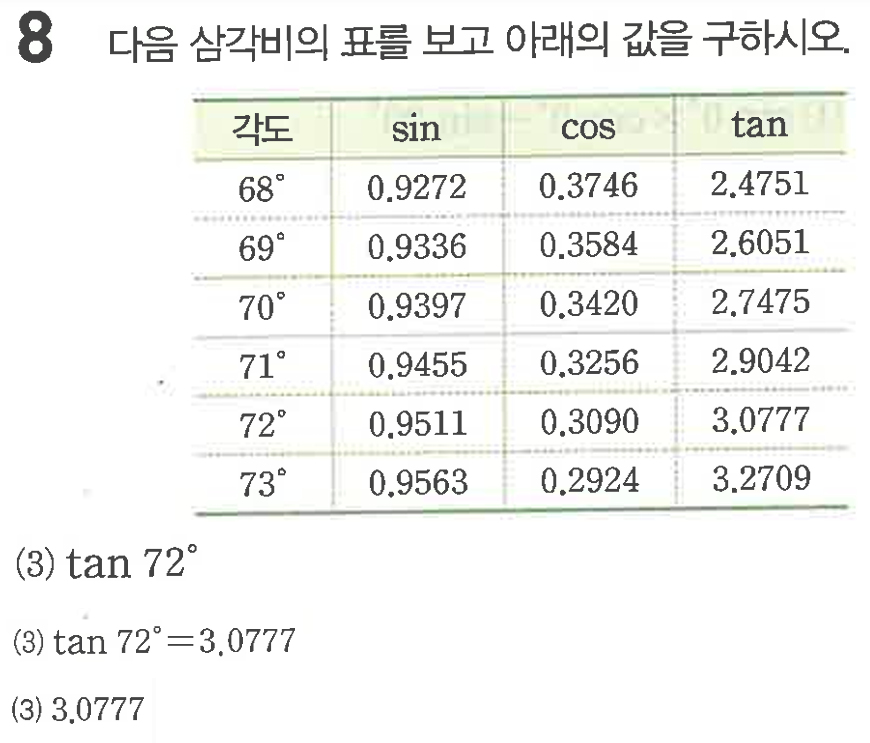 8 다음 삼각비의 표를 보고 아래의 값을 구하시오.
각도 sin cos tan
68° 0.9272 0.3746 2.4751
69° 0.9336 0.3584 2.6051
70° 0.9397 0.3420 2.7475
71° 0.9455 0.3256 2.9042
72° 0.9511 0.3090 3.0777
73° 0.9563 0.2924 3.2709
(3) tan 72°
(3) tan 72°=3.0777
(3) 3.0777